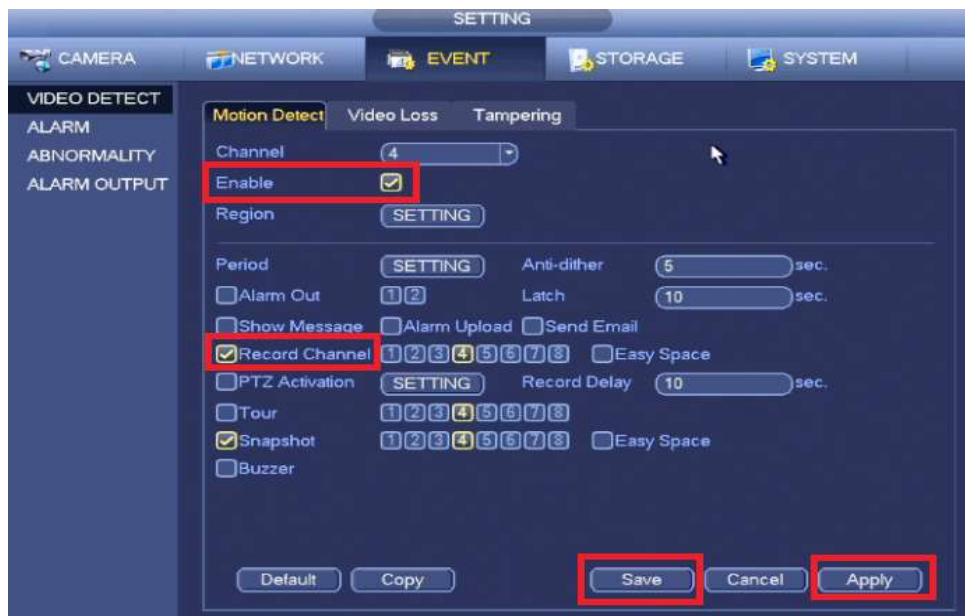 SETTING
CAMERA NETWORK EVENT STORAGE SYSTEM
VIDEO DETECT
ALARM
ABNORMALITY
ALARM OUTPUT
Motion Detect Video Loss Tampering
Channel 4
Enable
Region SETTING
Period SETTING Anti-dither 5 sec.
Alarm Out 1 2 Latch 10 sec.
Show Message Alarm Upload Send Email
Record Channel 1 2 3 4 5 6 7 8 Easy Space
PTZ Activation SETTING Record Delay 10 sec.
Tour 1 2 3 4 5 6 7 8
Snapshot 1 2 3 4 5 6 7 8 Easy Space
Buzzer
Default Copy Save Cancel Apply